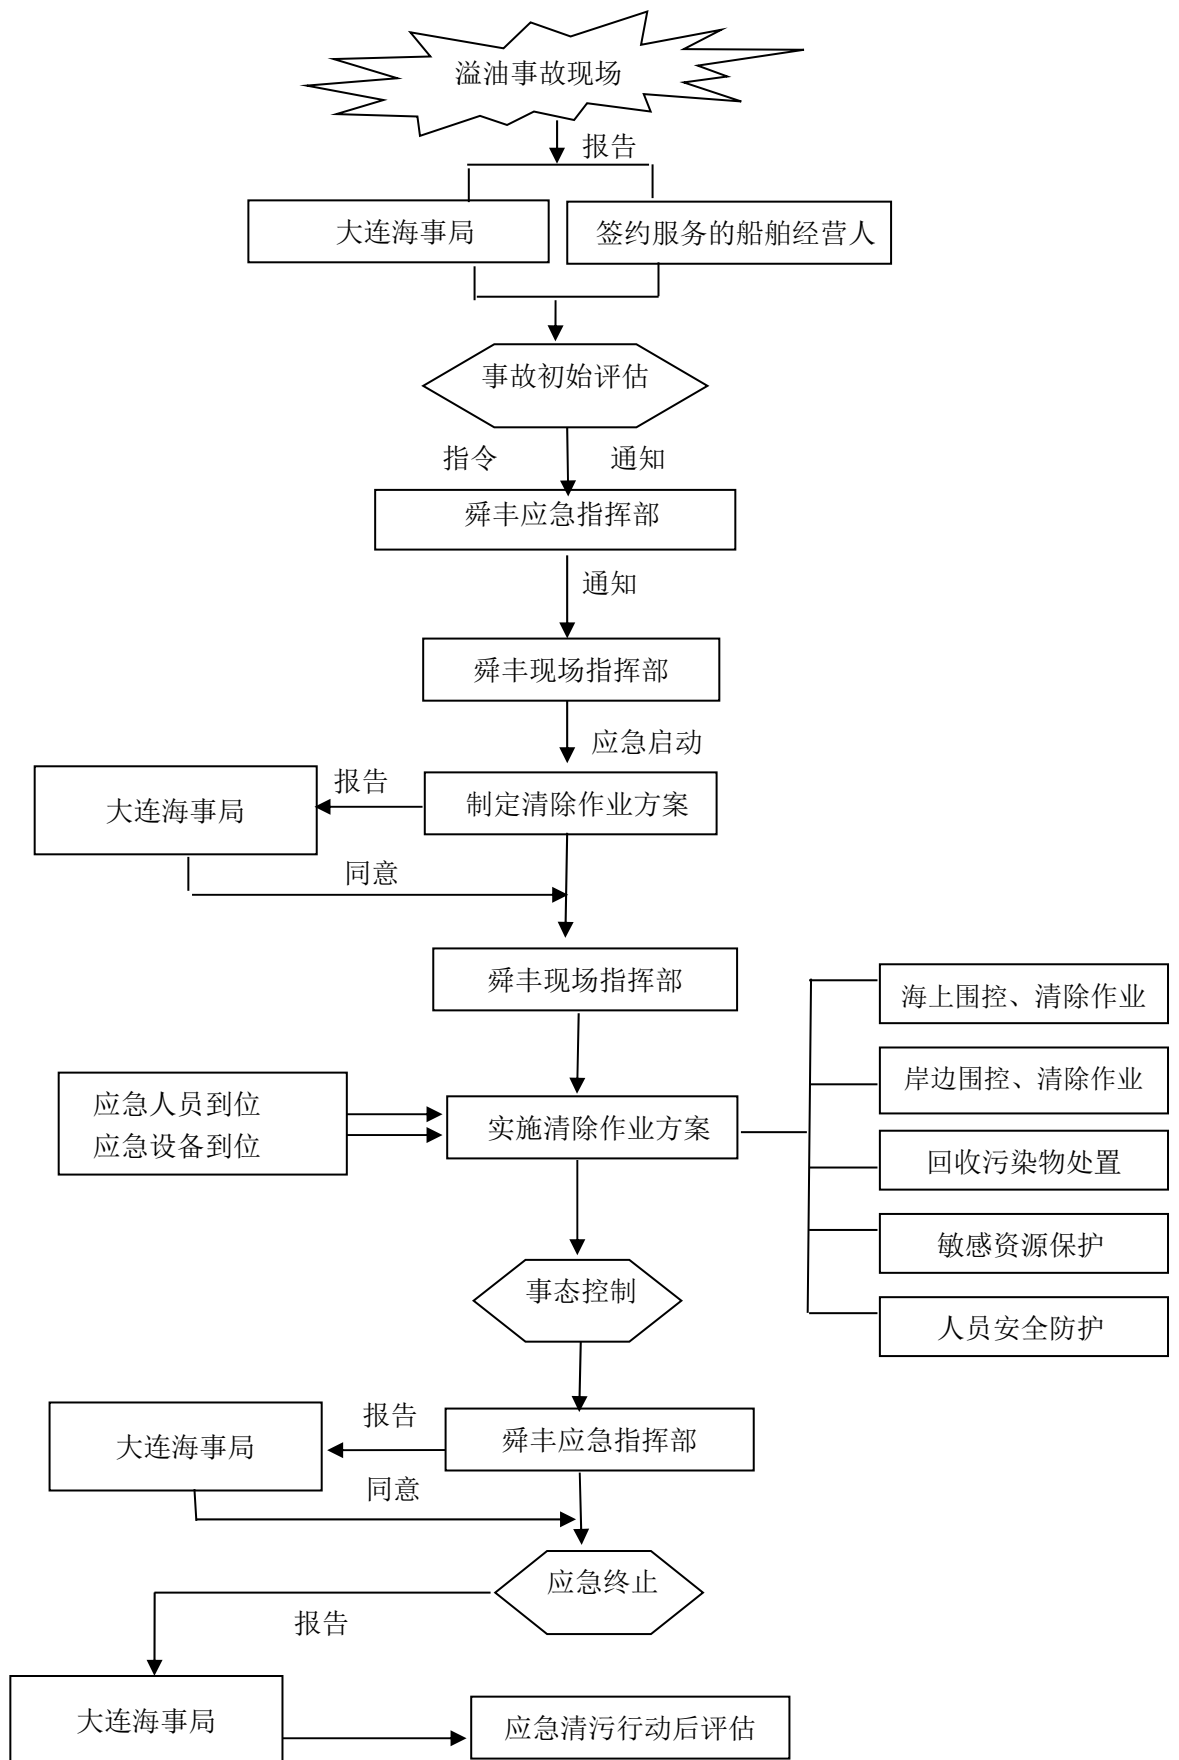 溢油事故现场
报告
大连海事局
签约服务的船舶经营人
事故初始评估
指令
通知
舜丰应急指挥部
通知
舜丰现场指挥部
应急启动
报告
大连海事局
制定清除作业方案
同意
舜丰现场指挥部
海上围控、清除作业
岸边围控、清除作业
应急人员到位
应急设备到位
实施清除作业方案
回收污染物处置
敏感资源保护
事态控制
人员安全防护
报告
大连海事局
舜丰应急指挥部
同意
应急终止
报告
大连海事局
应急清污行动后评估